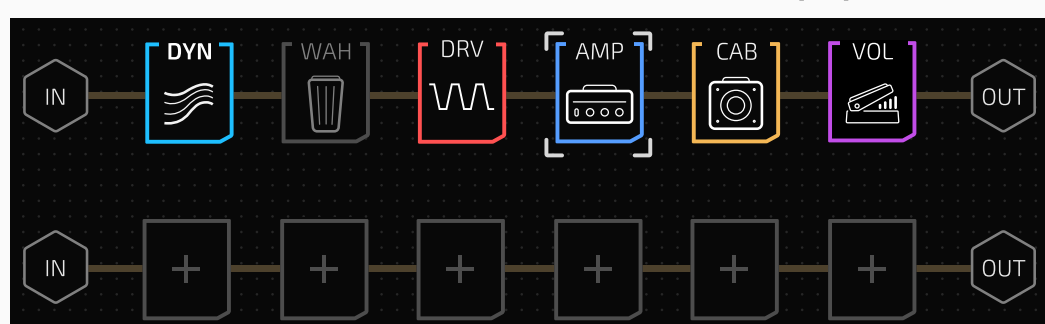 IN DYN WAH DRV AMP CAB VOL OUT
IN + + + + + + OUT